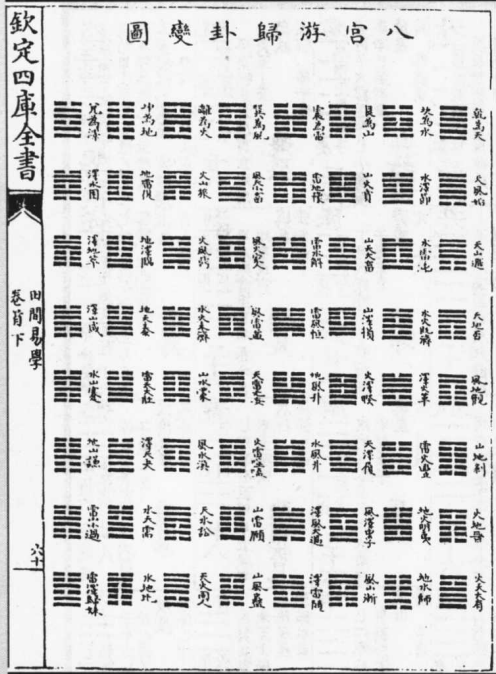 八宮游歸卦變圖
乾為天
天風姤
天山遯
天地否
風地觀
山地剝
火地晉
火天大有
坎為水
水澤節
水雷屯
水火既濟
澤火革
雷火豐
地火明夷
地水師
艮為山
山火賁
山天大畜
山澤損
火澤睽
天澤履
風澤中孚
風山漸
震為雷
雷地豫
雷水解
雷風恒
地風升
水風井
澤風大過
澤雷隨
巽為風
風天小畜
風火家人
風雷益
天雷无妄
火雷噬嗑
山雷頤
山風蠱
離為火
火山旅
火風鼎
水火未濟
山水蒙
風水渙
天水訟
天火同人
坤為地
地雷復
地澤臨
地天泰
雷天大壯
澤天夬
水天需
水地比
兌為澤
澤水困
澤地萃
澤山咸
水山蹇
地山謙
雷山小過
雷澤歸妹
欽定四庫全書
田間易學
卷首下
六十